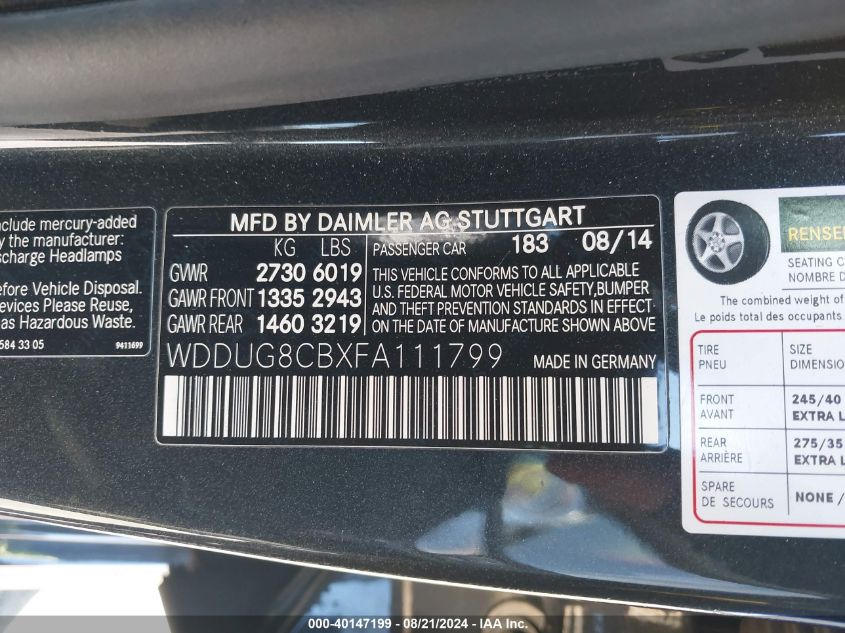 nclude mercury-added
y the manufacturer:
scharge Headlamps
efore Vehicle Disposal.
evices Please Reuse,
as Hazardous Waste.
584 33 05 9411699
MFD BY DAIMLER AG STUTTGART
KG LBS
GVWR 2730 6019
GAWR FRONT 1335 2943
GAWR REAR 1460 3219
PASSENGER CAR 183 08/14
THIS VEHICLE CONFORMS TO ALL APPLICABLE
U.S. FEDERAL MOTOR VEHICLE SAFETY,BUMPER
AND THEFT PREVENTION STANDARDS IN EFFECT
ON THE DATE OF MANUFACTURE SHOWN ABOVE
WDDUG8CBXFA111799 MADE IN GERMANY
RENSEI
SEATING C
NOMBRE D
The combined weight of
Le poids total des occupants
TIRE SIZE
PNEU DIMENSIO
FRONT 245/40
AVANT EXTRA L
REAR 275/35
ARRIÈRE EXTRA L
SPARE
DE SECOURS NONE /
000-40147199 - 08/21/2024 - IAA Inc.